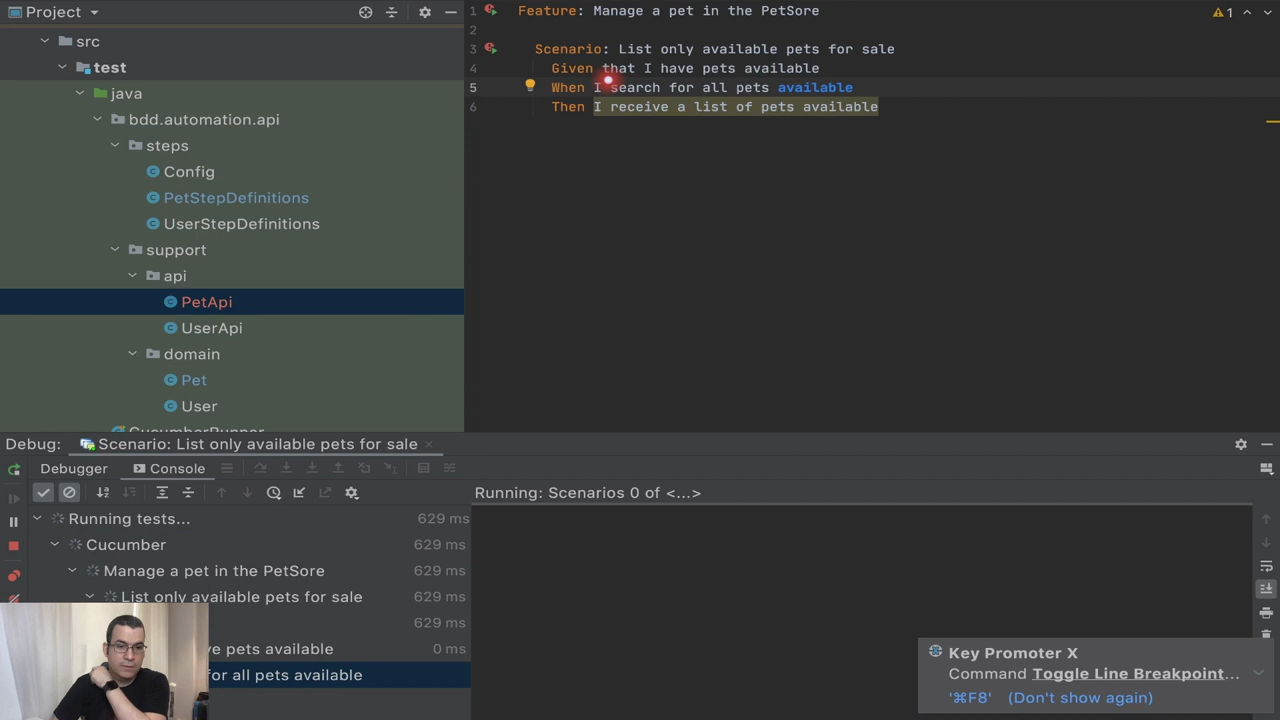 Project
src
test
java
bdd.automation.api
steps
Config
PetStepDefinitions
UserStepDefinitions
support
api
PetApi
UserApi
domain
Pet
User
1 Feature: Manage a pet in the PetSore
1
2
3 Scenario: List only available pets for sale
4 Given that I have pets available
5 When I search for all pets available
6 Then I receive a list of pets available
Debug: Scenario: List only available pets for sale
Debugger Console
Running: Scenarios 0 of <...>
Running tests... 629 ms
Cucumber 629 ms
Manage a pet in the PetSore 629 ms
List only available pets for sale 629 ms
629 ms
pets available 0 ms
for all pets available
Key Promoter X
Command Toggle Line Breakpoint...
'⌘F8' (Don't show again)